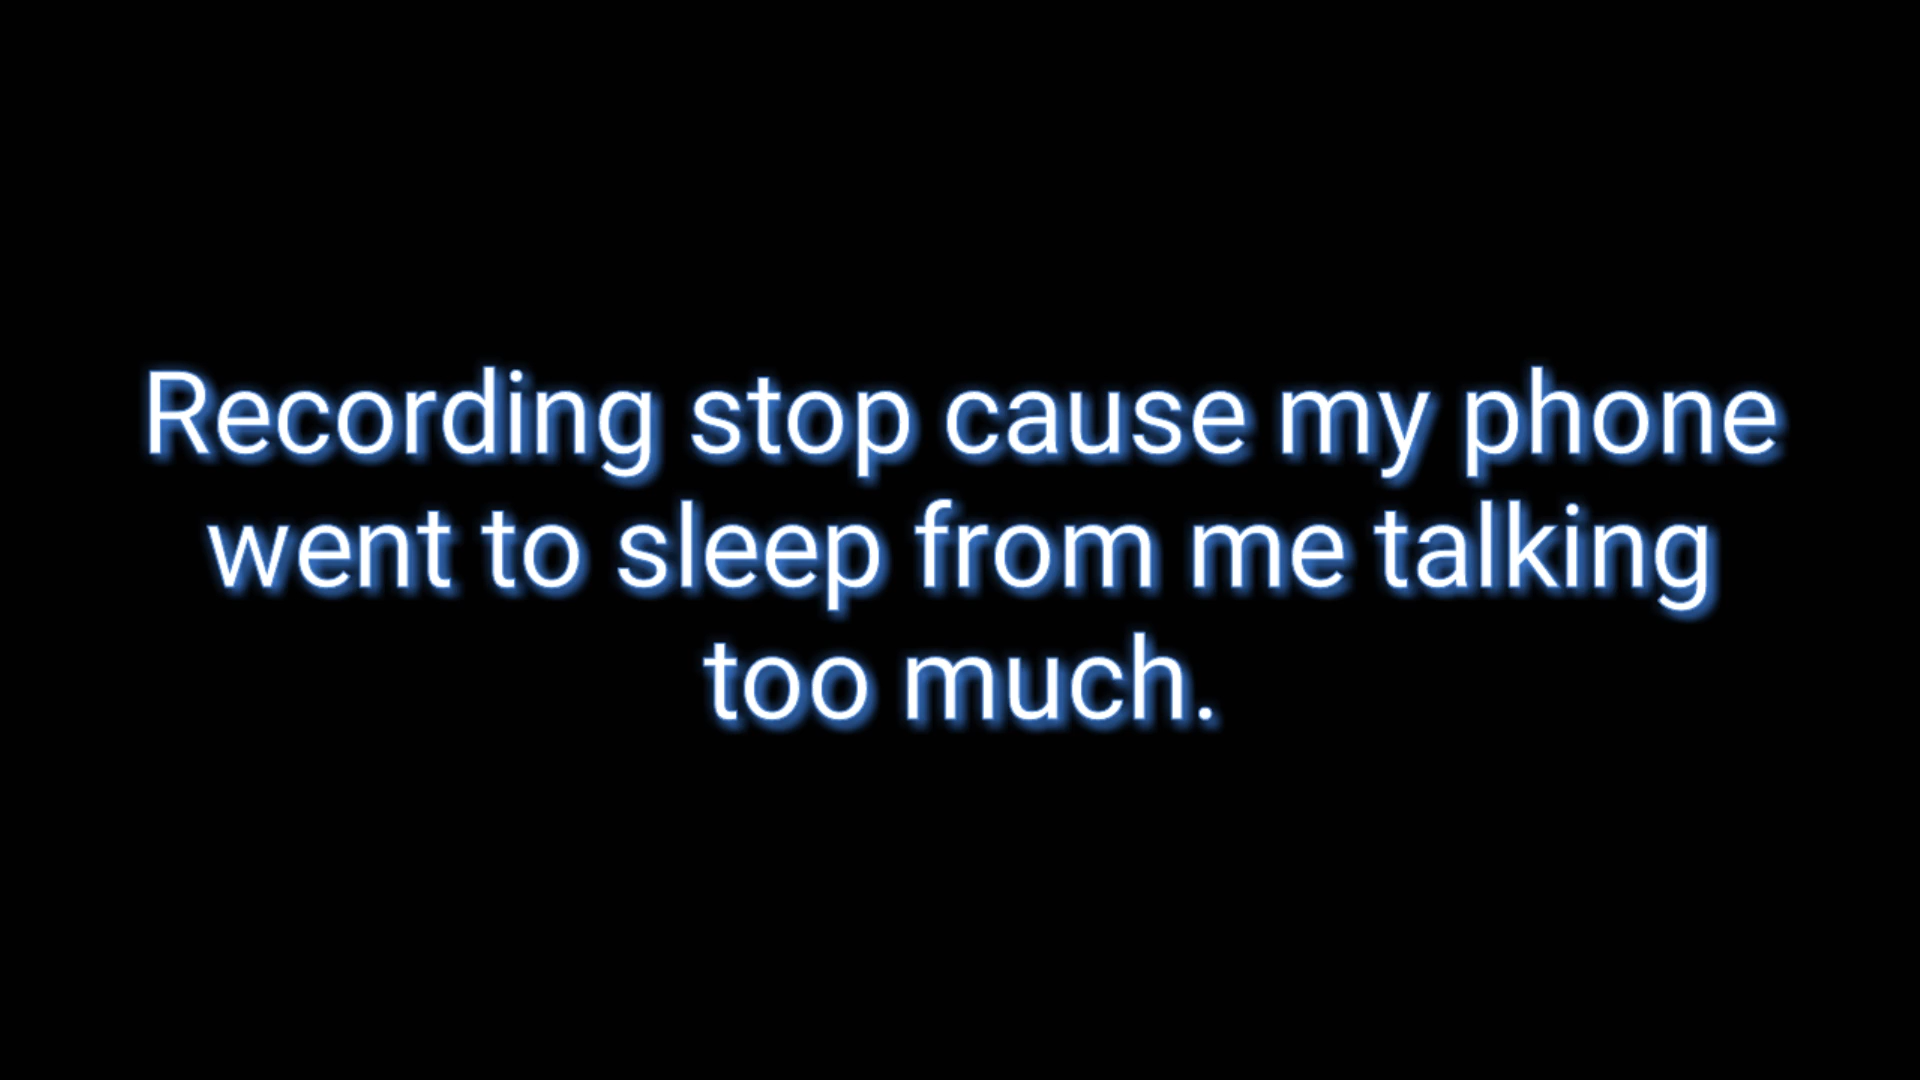 Recording stop cause my phone
went to sleep from me talking
too much.